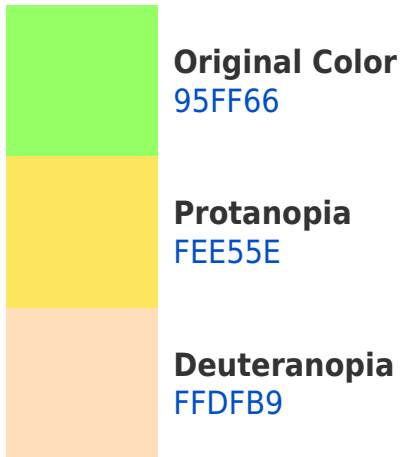 Original Color
95FF66
Protanopia
FEE55E
Deuteranopia
FFDFB9